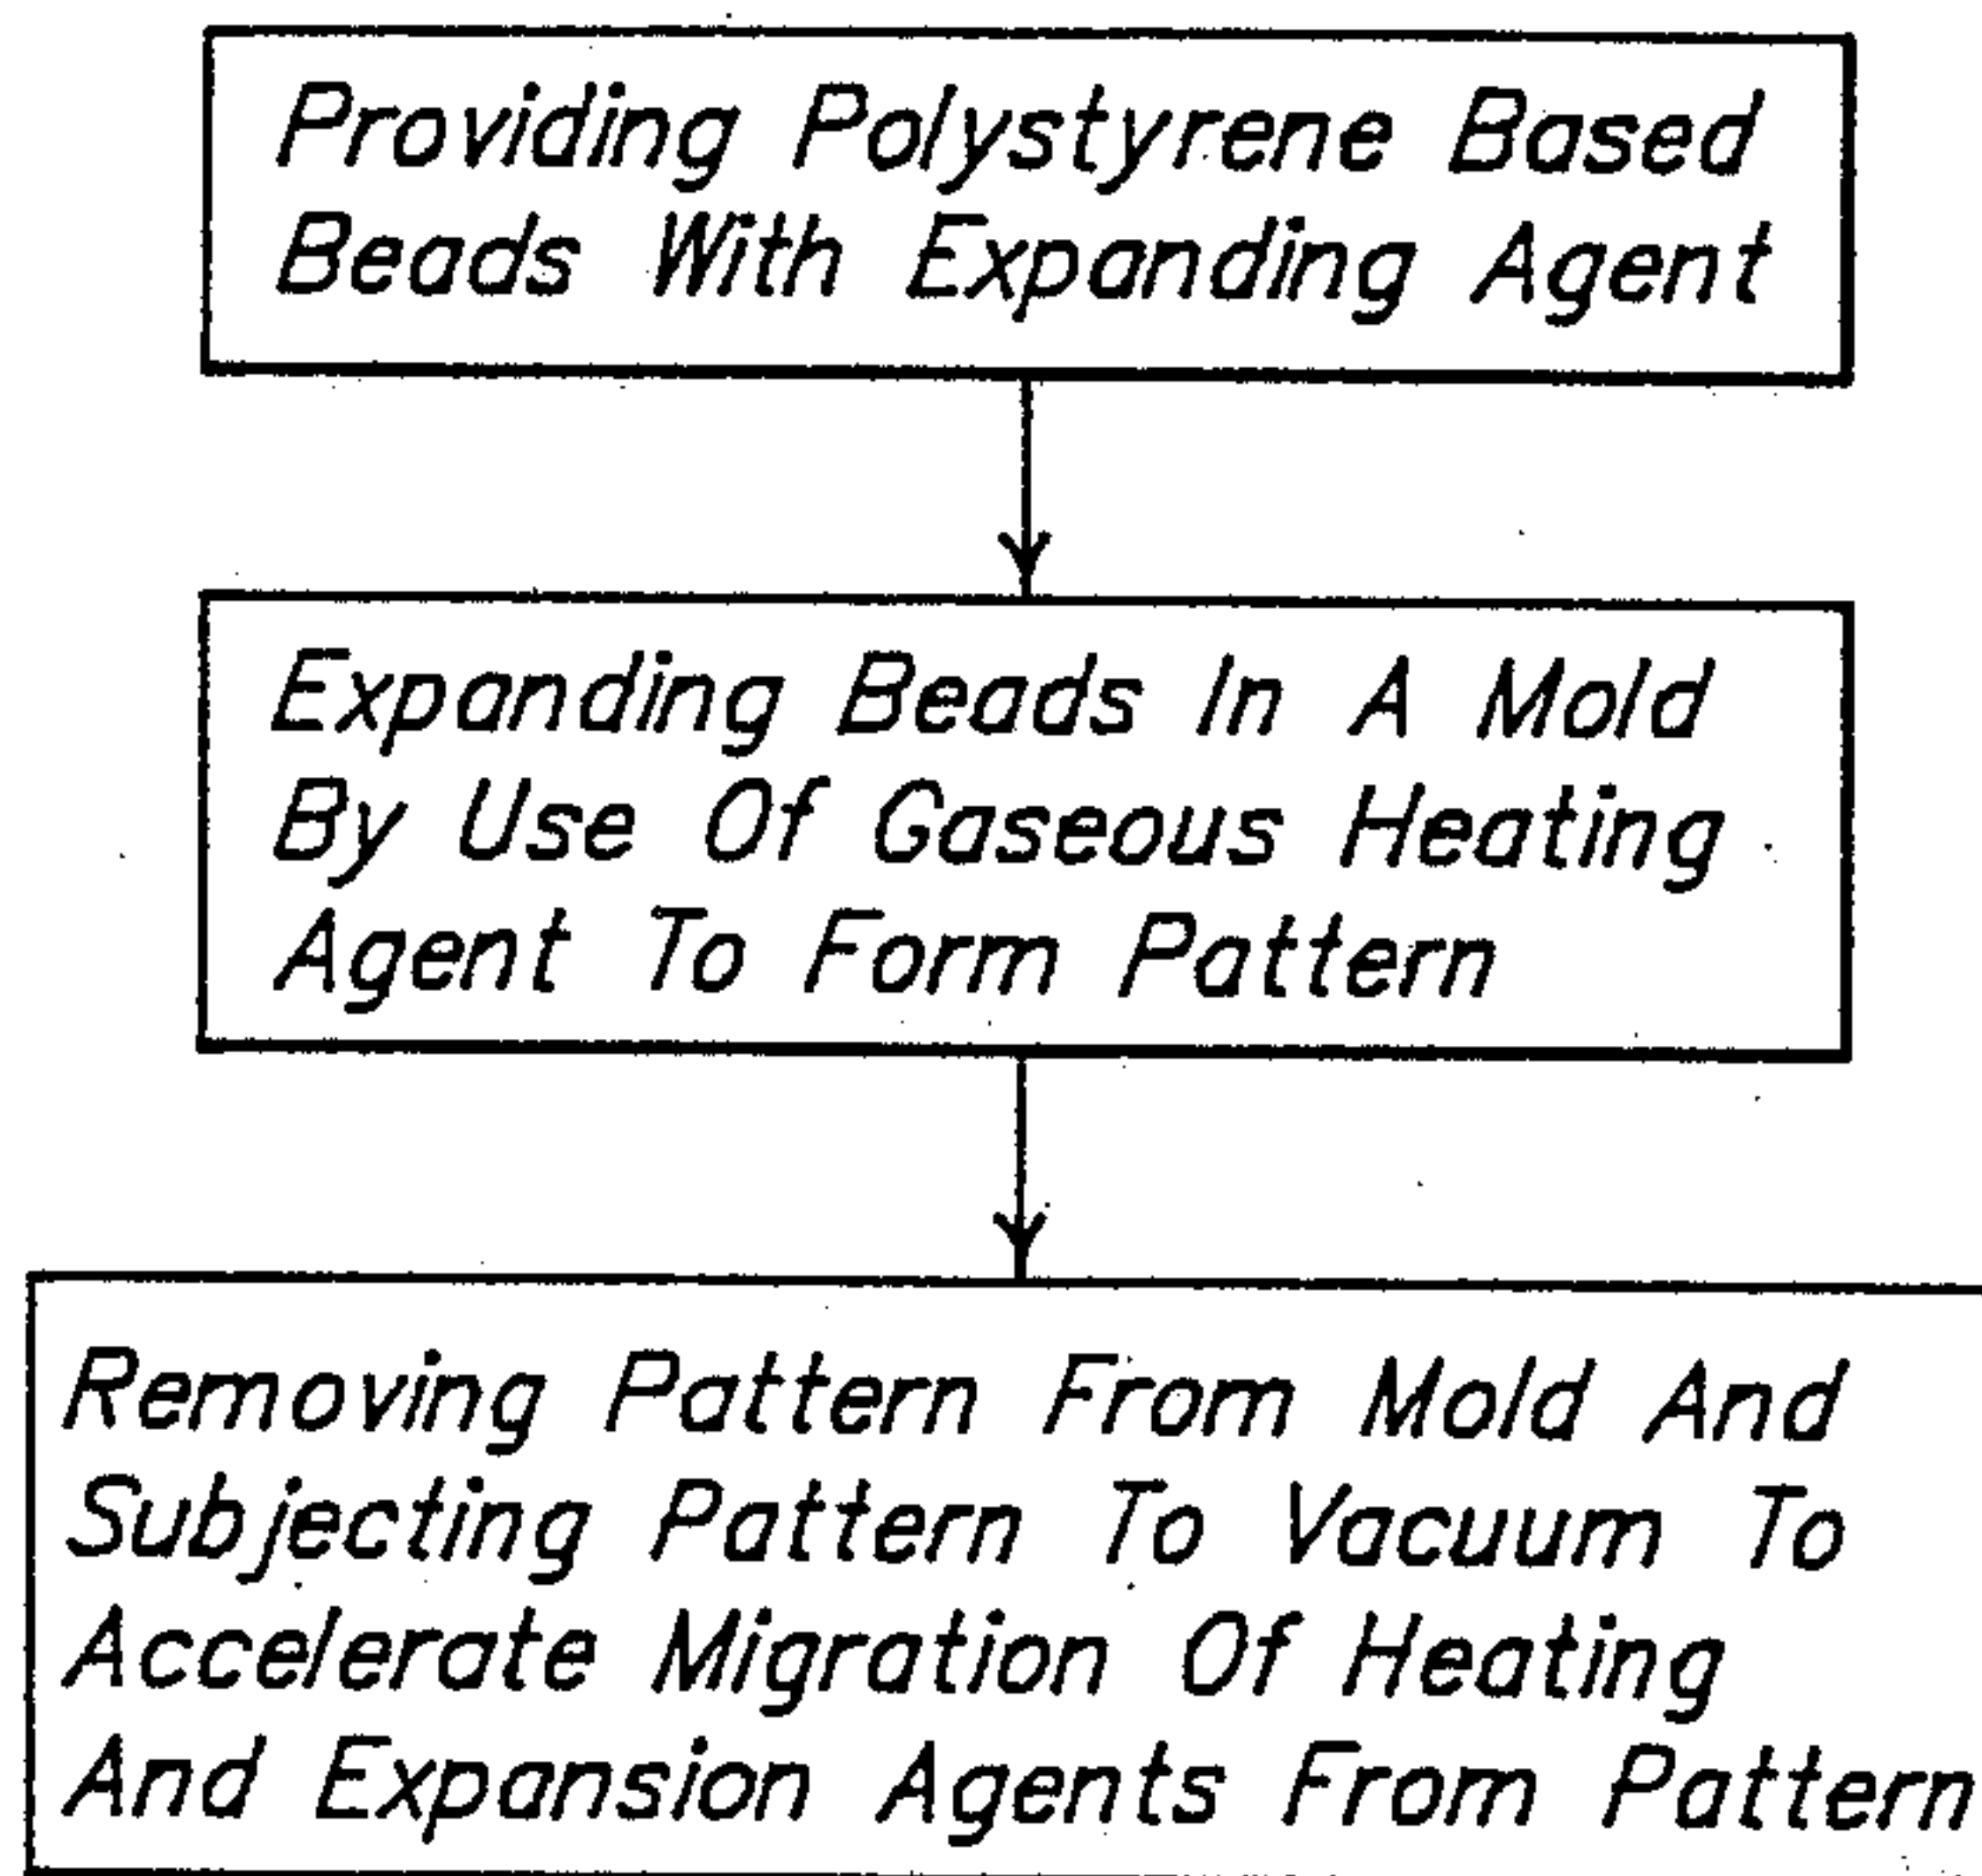 Providing Polystyrene Based
Beads With Expanding Agent
Expanding Beads In A Mold
By Use Of Gaseous Heating
Agent To Form Pattern
Removing Pattern From Mold And
Subjecting Pattern To Vacuum To
Accelerate Migration Of Heating
And Expansion Agents From Pattern